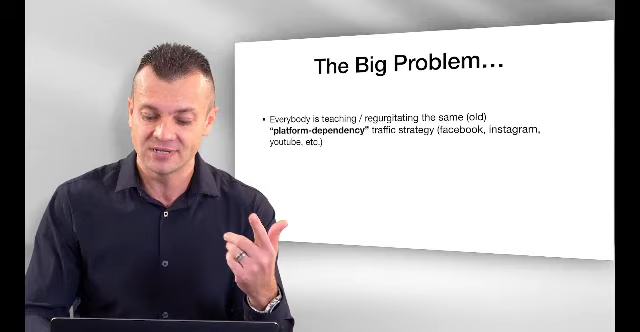 The Big Problem…
• Everybody is teaching / regurgitating the same (old)
“platform-dependency” traffic strategy (facebook, instagram,
youtube, etc.)